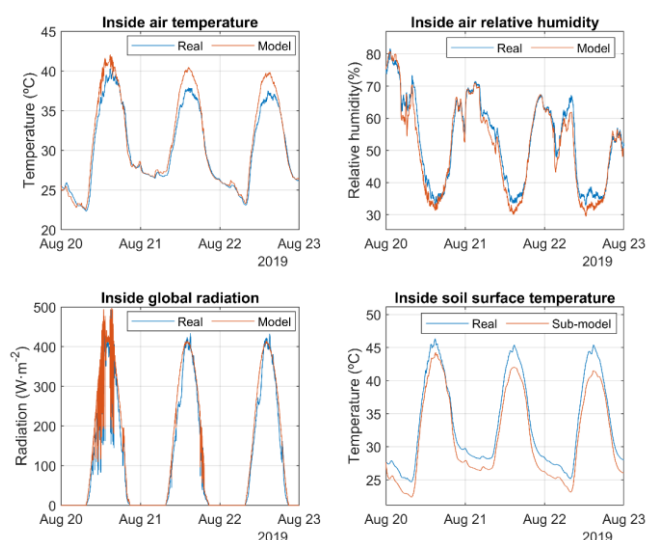 Inside air temperature
Real Model
Temperature (ºC)
45
40
35
30
25
20
Aug 20 Aug 21 Aug 22 Aug 23
2019
Inside air relative humidity
Real Model
Relative humidity(%)
80
70
60
50
40
30
Aug 20 Aug 21 Aug 22 Aug 23
2019
Inside global radiation
Real Model
Radiation (W·m-2)
500
400
300
200
100
0
Aug 20 Aug 21 Aug 22 Aug 23
2019
Inside soil surface temperature
Real Sub-model
Temperature (ºC)
50
45
40
35
30
25
Aug 20 Aug 21 Aug 22 Aug 23
2019